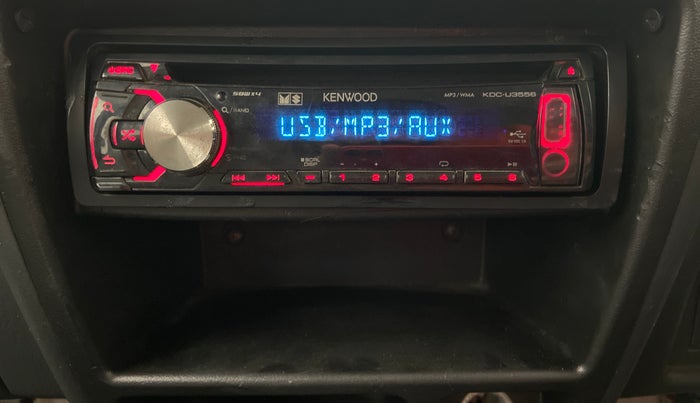 50W×4
KENWOOD
MP3/WMA KDC-U3556
Q/BAND
USB/MP3/AUX
SCRL
DISP
- +
1 2 3 4 5 6